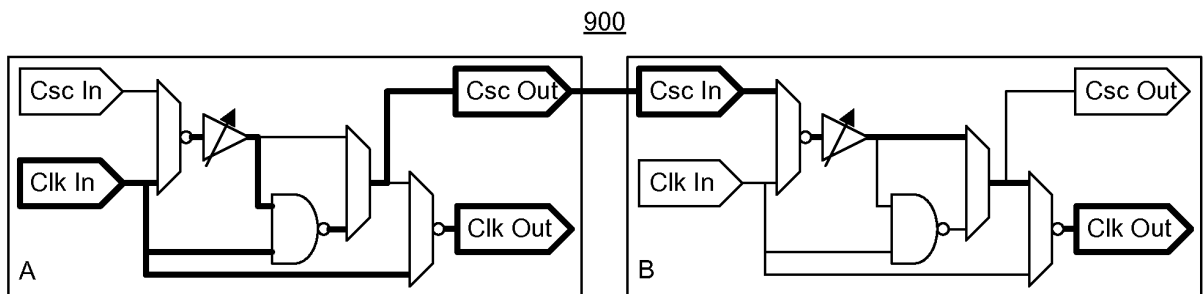 900
Csc In
Csc Out
Clk In
Clk Out
A
Csc In
Csc Out
Clk In
Clk Out
B